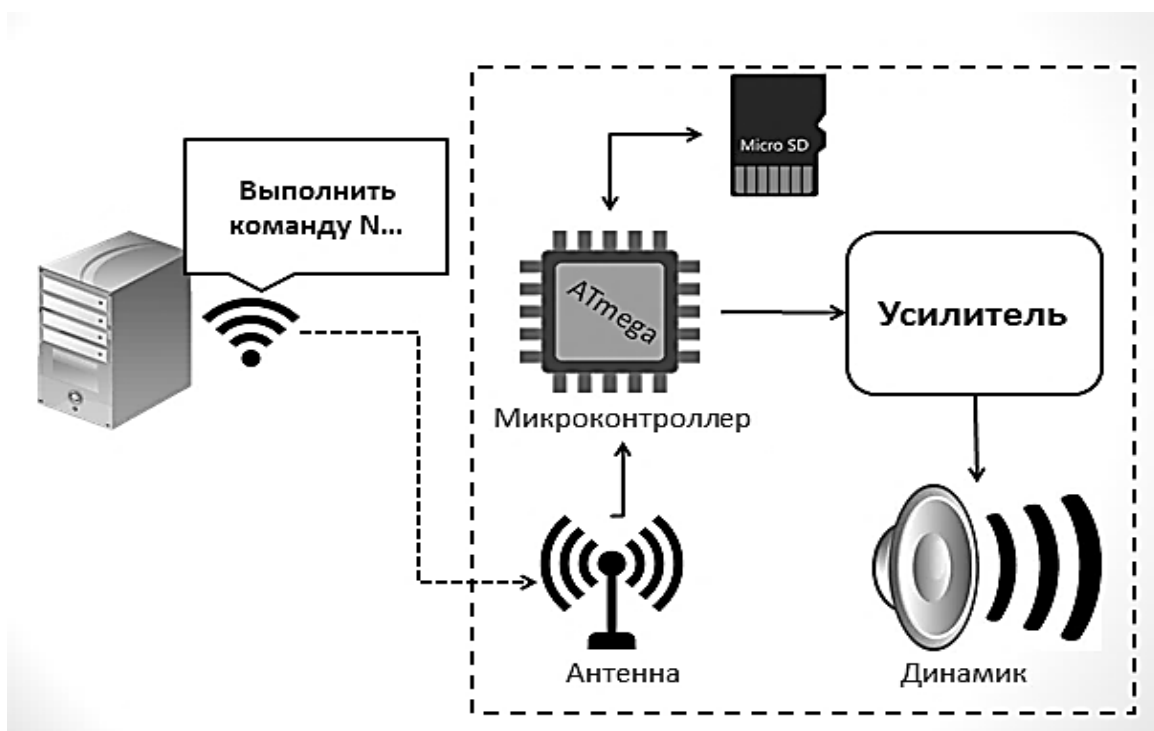 Micro SD
Выполнить
команду N...
ATmega
Усилитель
Микроконтроллер
Антенна
Динамик